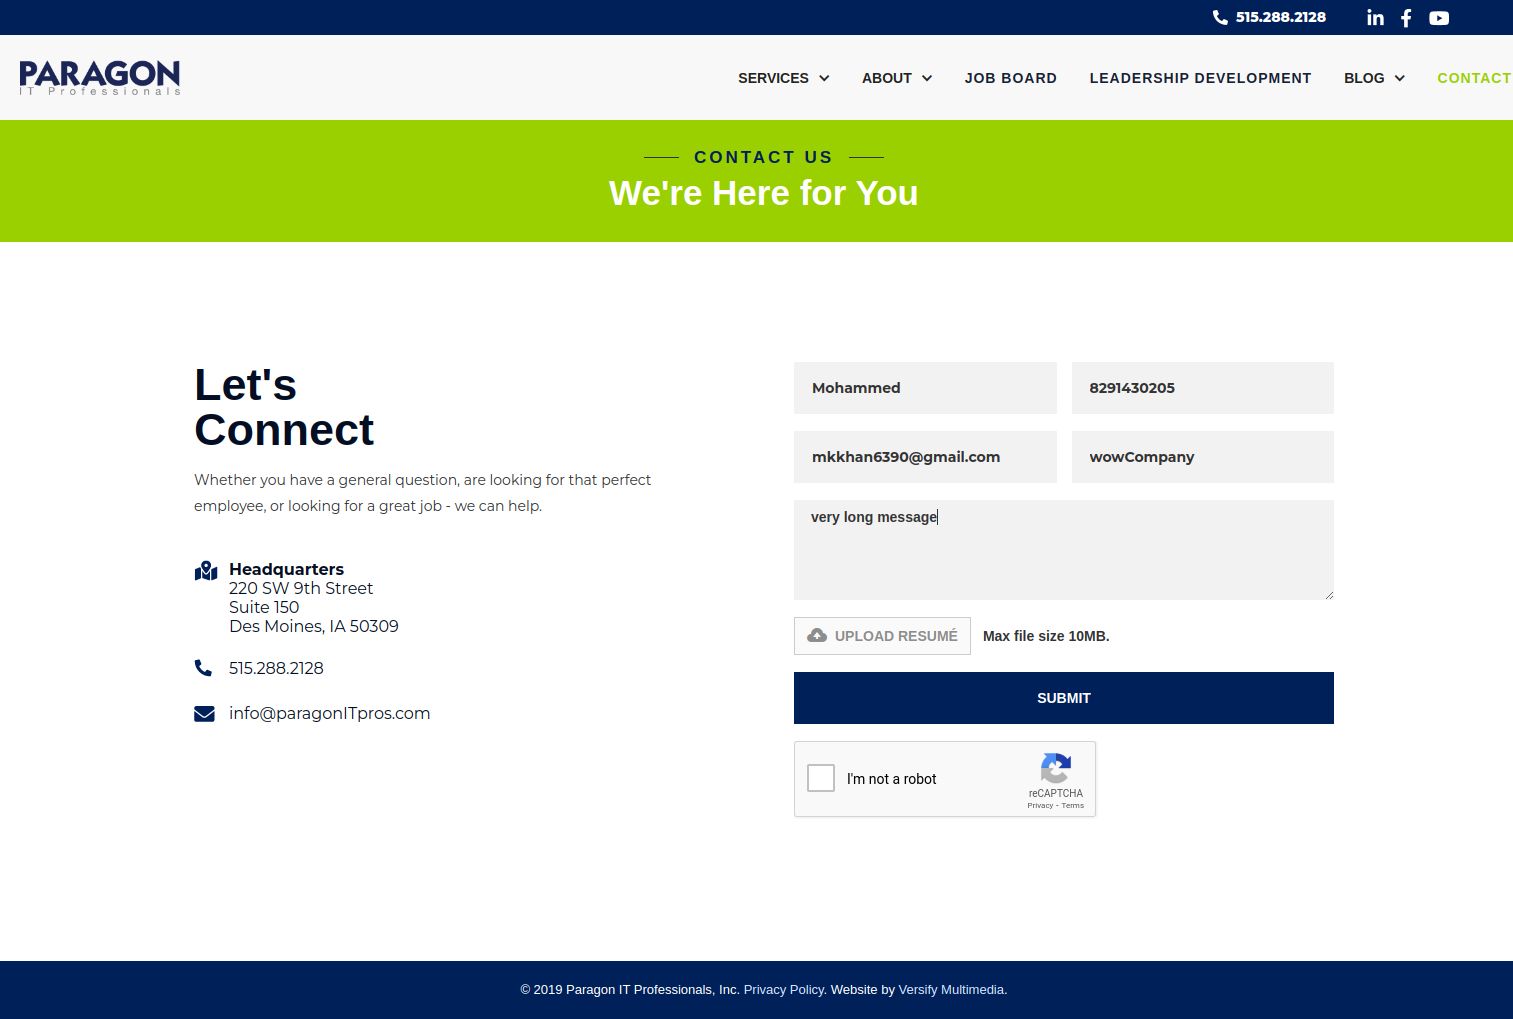 515.288.2128
PARAGON
IT Professionals
SERVICES ABOUT JOB BOARD LEADERSHIP DEVELOPMENT BLOG CONTACT
CONTACT US
We're Here for You
Let's
Connect
Whether you have a general question, are looking for that perfect
employee, or looking for a great job - we can help.
Headquarters
220 SW 9th Street
Suite 150
Des Moines, IA 50309
515.288.2128
info@paragonITpros.com
Mohammed 8291430205
mkkhan6390@gmail.com wowCompany
very long message
UPLOAD RESUMÉ Max file size 10MB.
SUBMIT
I'm not a robot
reCAPTCHA
Privacy - Terms
© 2019 Paragon IT Professionals, Inc. Privacy Policy. Website by Versify Multimedia.